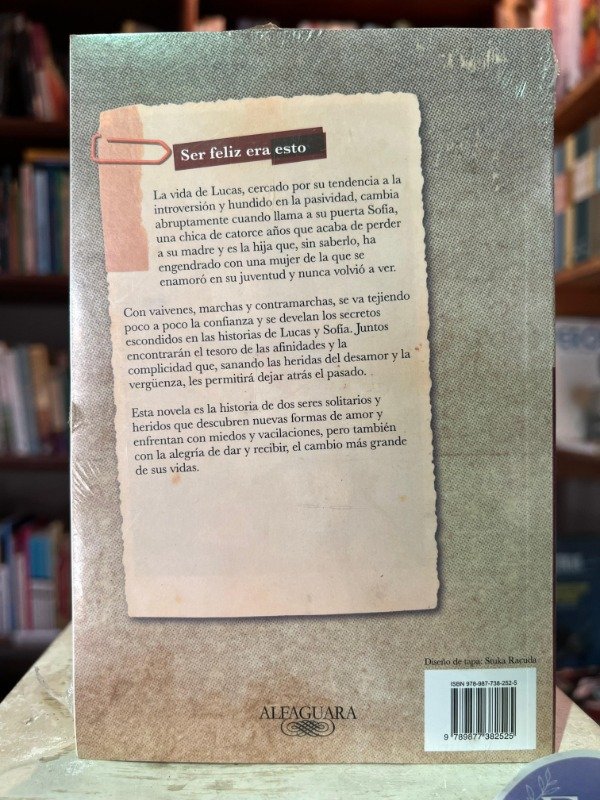 Ser feliz era esto
La vida de Lucas, cercado por su tendencia a la
introversión y hundido en la pasividad, cambia
abruptamente cuando llama a su puerta Sofía,
una chica de catorce años que acaba de perder
a su madre y es la hija que, sin saberlo, ha
engendrado con una mujer de la que se
enamoró en su juventud y nunca volvió a ver.
Con vaivenes, marchas y contramarchas, se va tejiendo
poco a poco la confianza y se develan los secretos
escondidos en las historias de Lucas y Sofía. Juntos
encontrarán el tesoro de las afinidades y la
complicidad que, sanando las heridas del desamor y la
vergüenza, les permitirá dejar atrás el pasado.
Esta novela es la historia de dos seres solitarios y
heridos que descubren nuevas formas de amor y
enfrentan con miedos y vacilaciones, pero también
con la alegría de dar y recibir, el cambio más grande
de sus vidas.
Diseño de tapa: Stuka Racuda
ISBN 978-987-738-252-5
ALFAGUARA
9 789877 382525